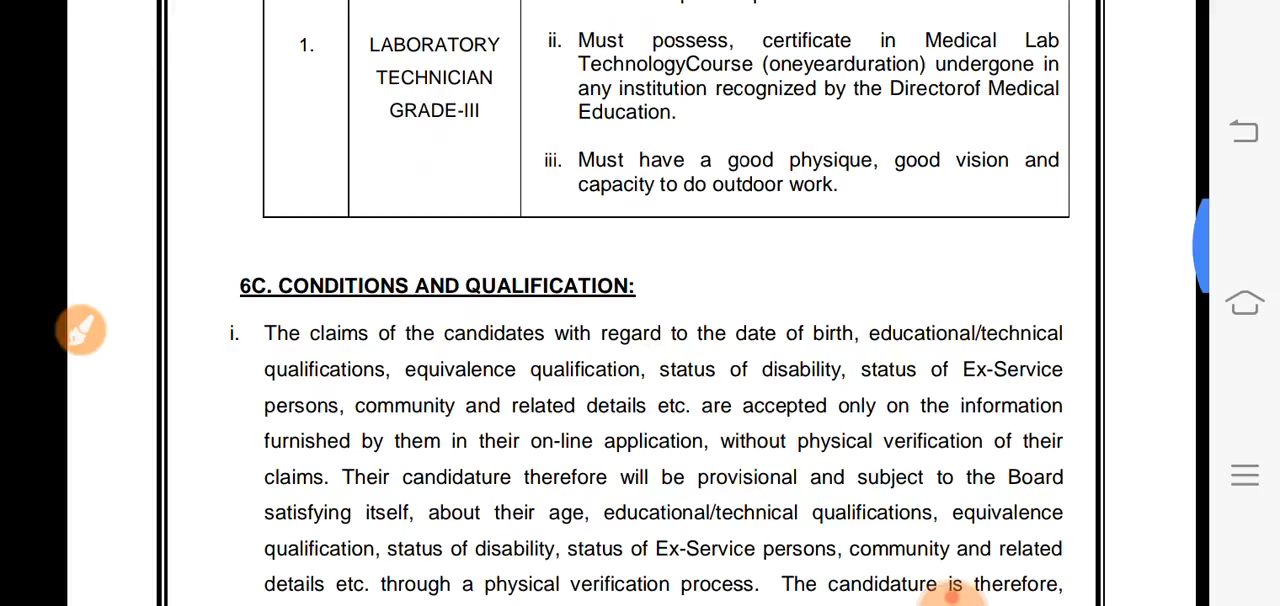 1.
LABORATORY
TECHNICIAN
GRADE-III
ii. Must possess, certificate in Medical Lab
TechnologyCourse (oneyearduration) undergone in
any institution recognized by the Directorof Medical
Education.
iii. Must have a good physique, good vision and
capacity to do outdoor work.
6C. CONDITIONS AND QUALIFICATION:
i. The claims of the candidates with regard to the date of birth, educational/technical
qualifications, equivalence qualification, status of disability, status of Ex-Service
persons, community and related details etc. are accepted only on the information
furnished by them in their on-line application, without physical verification of their
claims. Their candidature therefore will be provisional and subject to the Board
satisfying itself, about their age, educational/technical qualifications, equivalence
qualification, status of disability, status of Ex-Service persons, community and related
details etc. through a physical verification process. The candidature is therefore,